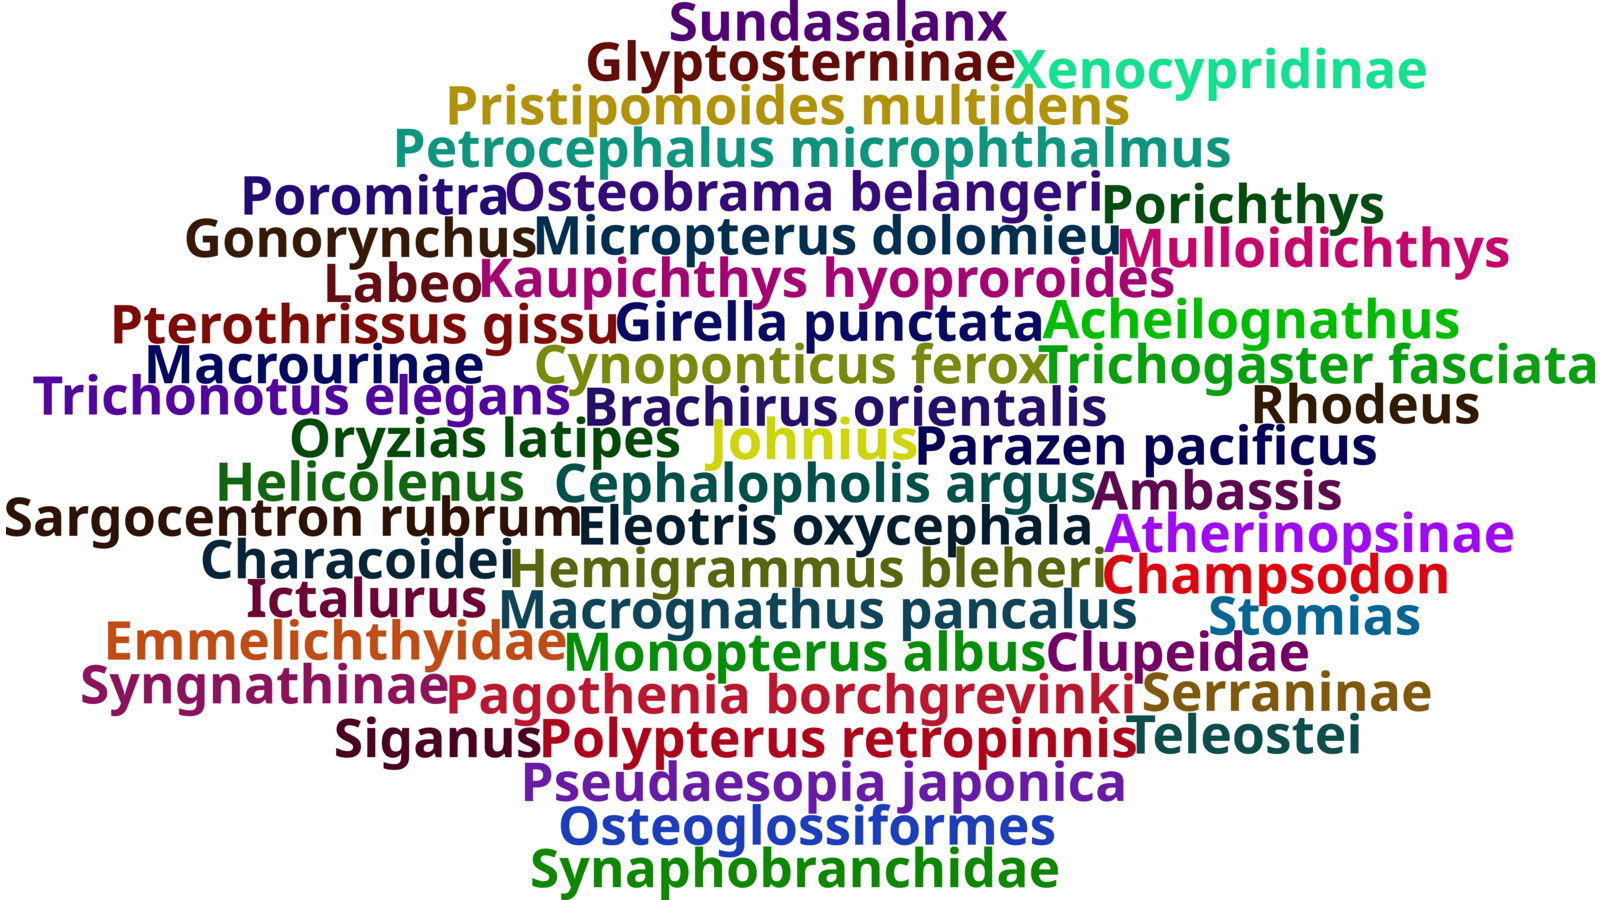 Sundasalanx
Glyptosterninae Xenocypridinae
Pristipomoides multidens
Petrocephalus microphthalmus
Poromitra Osteobrama belangeri Porichthys
Gonorynchus Micropterus dolomieu Mulloidichthys
Labeo Kaupichthys hyoproroides
Pterothrissus gissu Girella punctata Acheilognathus
Macrourinae Cynoponticus ferox Trichogaster fasciata
Trichonotus elegans Brachirus orientalis Rhodeus
Oryzias latipes Johnius Parazen pacificus
Helicolenus Cephalopholis argus Ambassis
Sargocentron rubrum Eleotris oxycephala Atherinopsinae
Characoidei Hemigrammus bleheri Champsodon
Ictalurus Macrognathus pancalus Stomias
Emmelichthyidae Monopterus albus Clupeidae
Syngnathinae Pagothenia borchgrevinki Serraninae
Siganus Polypterus retropinnis Teleostei
Pseudaesopia japonica
Osteoglossiformes
Synaphobranchidae